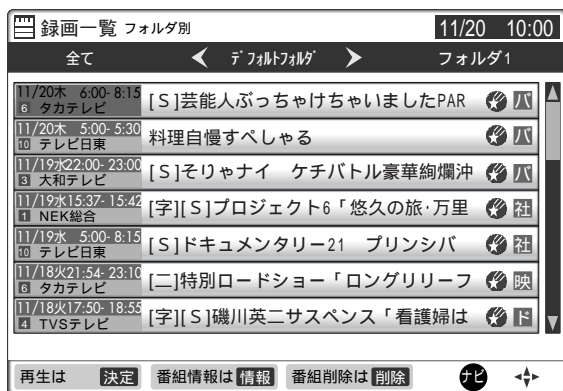 録画一覧 フォルダ別 11/20 10:00
全て デフォルトフォルダ フォルダ1
11/20木 6:00- 8:15 6 タカテレビ [S]芸能人ぶっちゃけちゃいましたPAR バ
11/20木 5:00- 5:30 10 テレビ日東 料理自慢すぺしゃる バ
11/19水22:00- 23:00 3 大和テレビ [S]そりゃナイ ケチバトル豪華絢爛沖 バ
11/19水15:37- 15:42 1 NEK総合 [字][S]プロジェクト6「悠久の旅・万里 社
11/19水 5:00- 8:15 10 テレビ日東 [S]ドキュメンタリー21 プリンシパ 社
11/18火21:54- 23:10 6 タカテレビ [二]特別ロードショー「ロングリリーフ 映
11/18火17:50- 18:55 4 TVSテレビ [字][S]磯川英二サスペンス「看護婦は ド
再生は 決定 番組情報は 情報 番組削除は 削除 ナビ